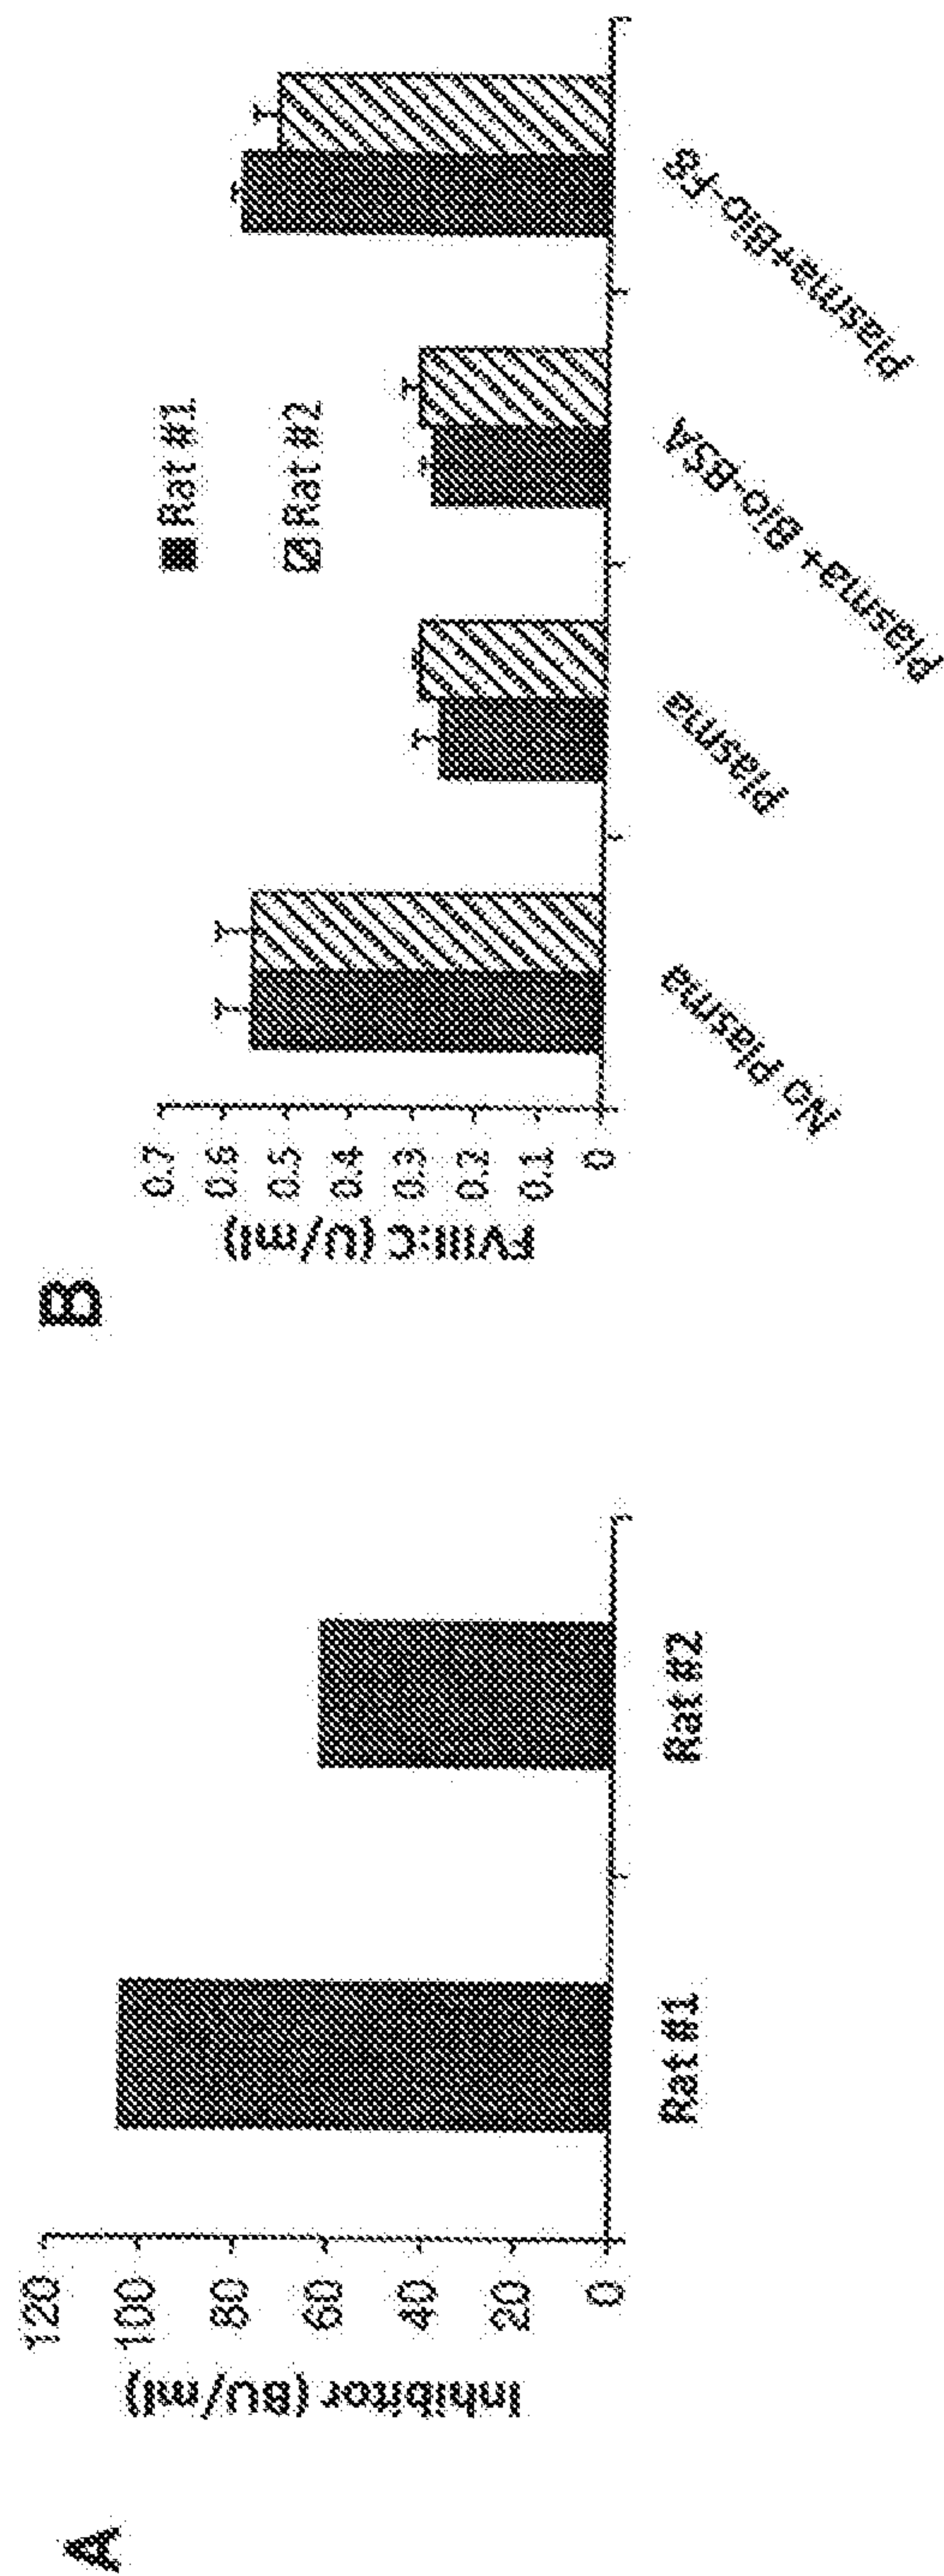 A
Inhibitor (BU/ml)
120
100
80
60
40
20
0
Rat #1
Rat #2
B
FVIII:C (U/ml)
0.7
0.6
0.5
0.4
0.3
0.2
0.1
0
Rat #1
Rat #2
No Plasma
Plasma
Plasma+ Bio-BSA
Plasma+Bio-F8